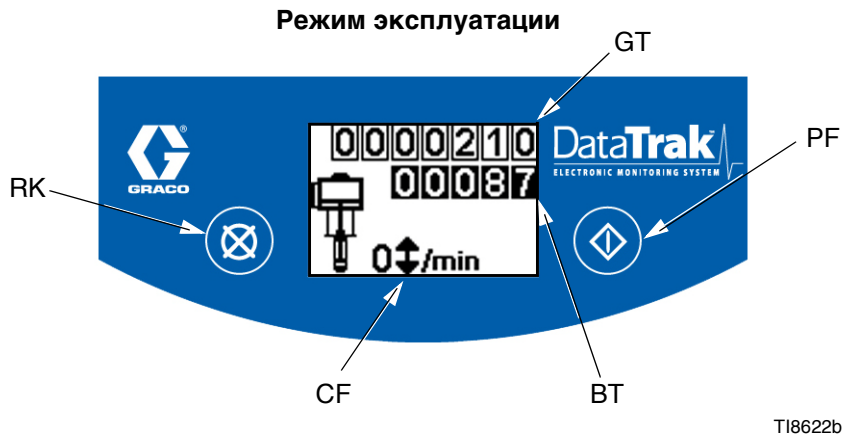 Режим эксплуатации
GT
0000210
DataTrak
ELECTRONIC MONITORING SYSTEM
PF
GRACO
00087
RK
0 /min
CF
BT
TI8622b